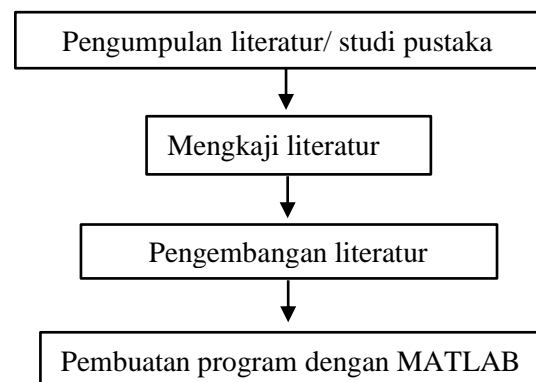 Pengumpulan literatur/ studi pustaka
Mengkaji literatur
Pengembangan literatur
Pembuatan program dengan MATLAB